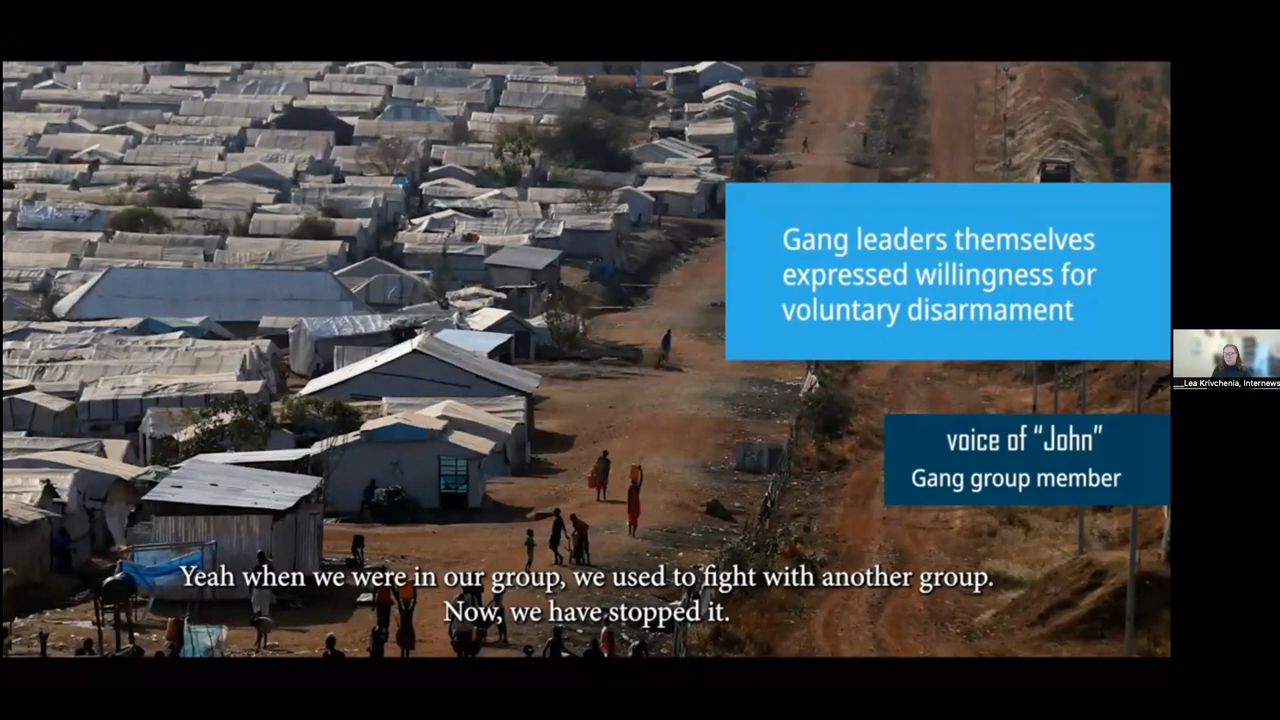 Gang leaders themselves
expressed willingness for
voluntary disarmament
voice of “John”
Gang group member
Yeah when we were in our group, we used to fight with another group.
Now, we have stopped it.
__Lea Krivchenia, Internews